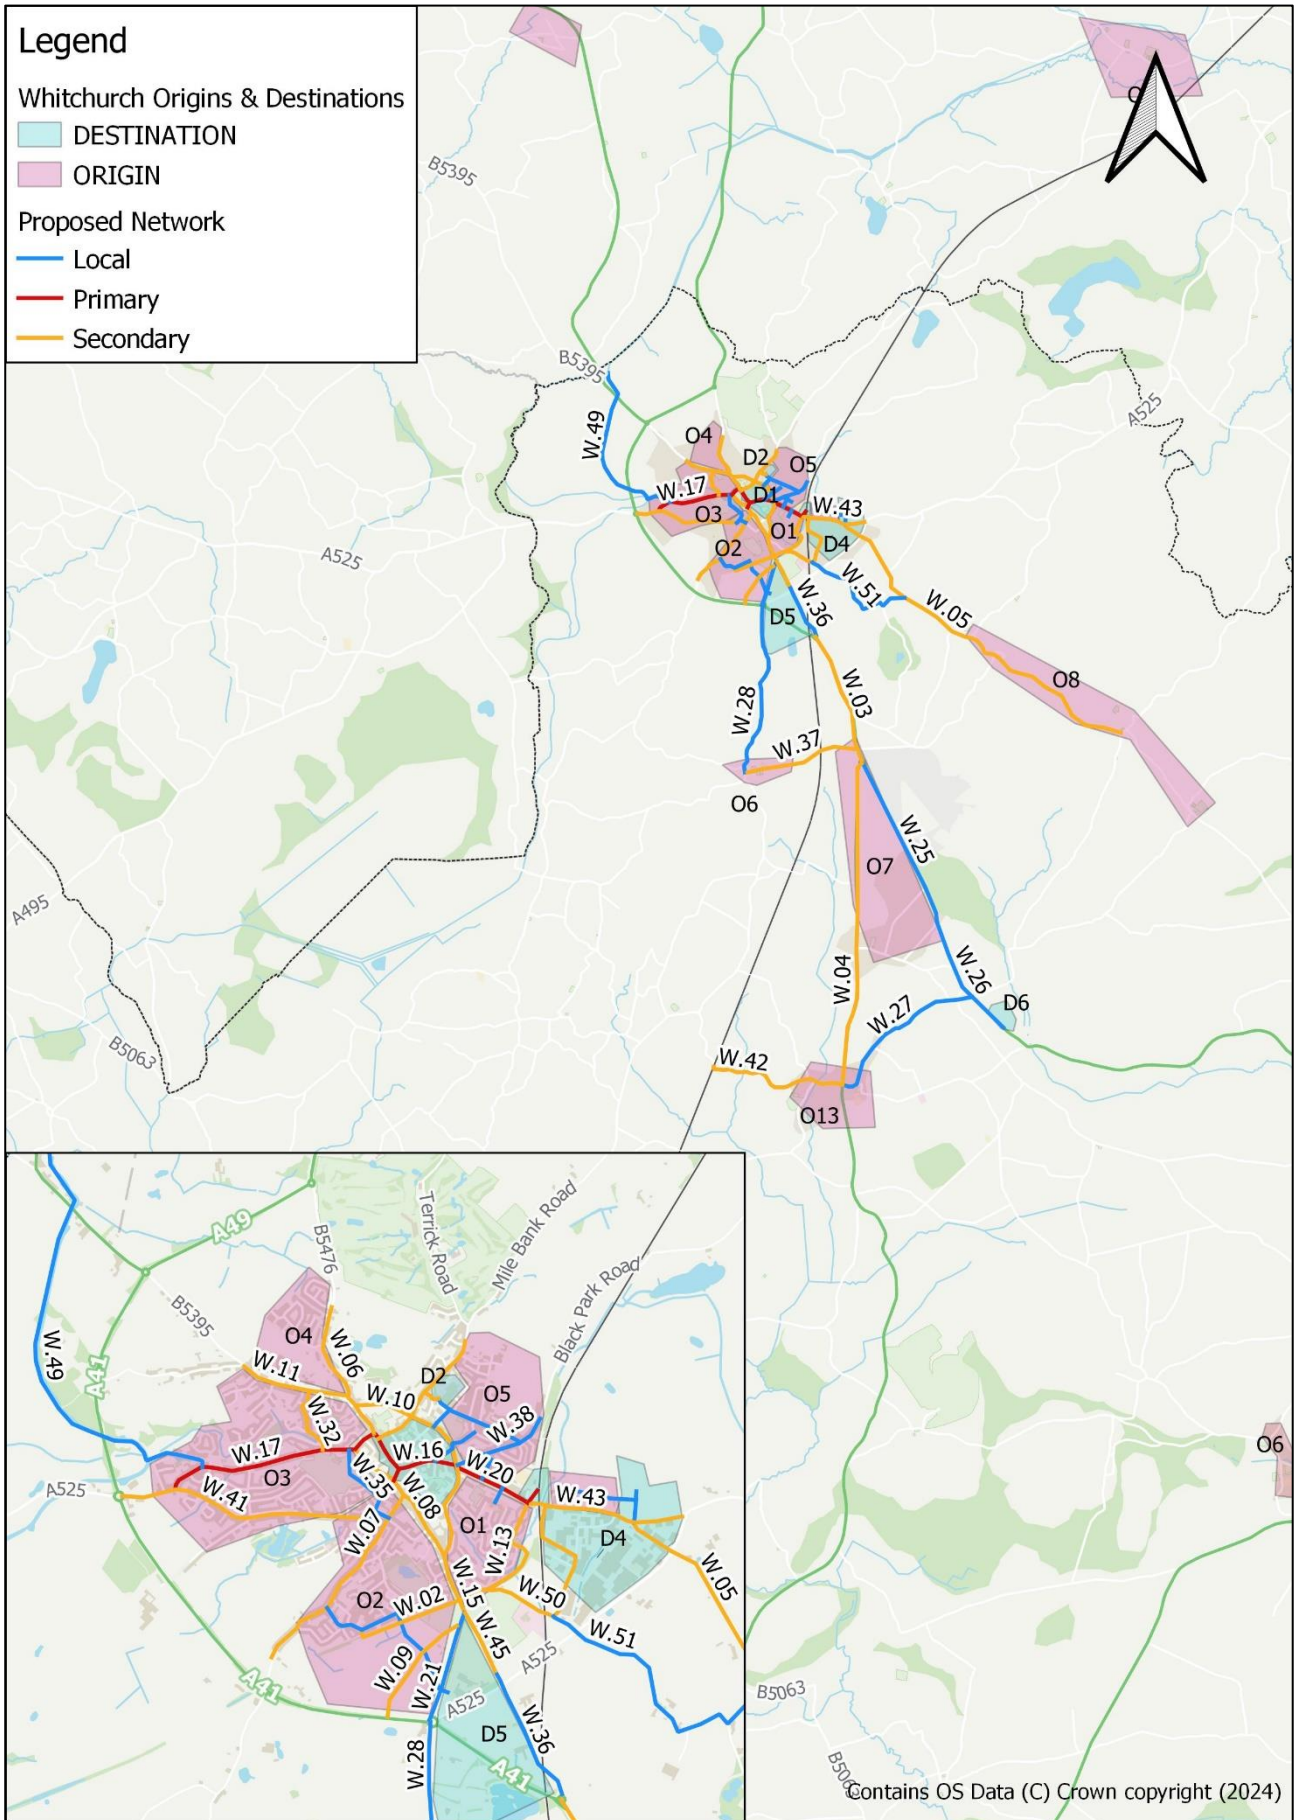 Legend
Whitchurch Origins & Destinations
DESTINATION
ORIGIN
Proposed Network
Local
Primary
Secondary
B5395
B5395
A525
A525
A495
B5063
W.49
O4
D2
O5
W.17
D1
W.43
O3
O1
D4
O2
W.51
W.36
W.05
D5
O8
W.03
W.28
W.37
O6
W.25
O7
W.04
W.26
D6
W.27
W.42
O13
O6
B5063
A49
B5476
Terrick Road
Mile Bank Road
Black Park Road
B5395
W.49
A41
O4
W.06
W.11
D2
W.10
O5
W.32
W.38
W.17
W.16
W.20
O3
W.35
W.08
W.43
A525
W.41
O1
D4
W.07
W.13
W.05
W.15
W.50
O2
W.02
W.45
W.51
A525
W.09
W.21
A41
A525
D5
W.36
W.28
A41
Contains OS Data (C) Crown copyright (2024)